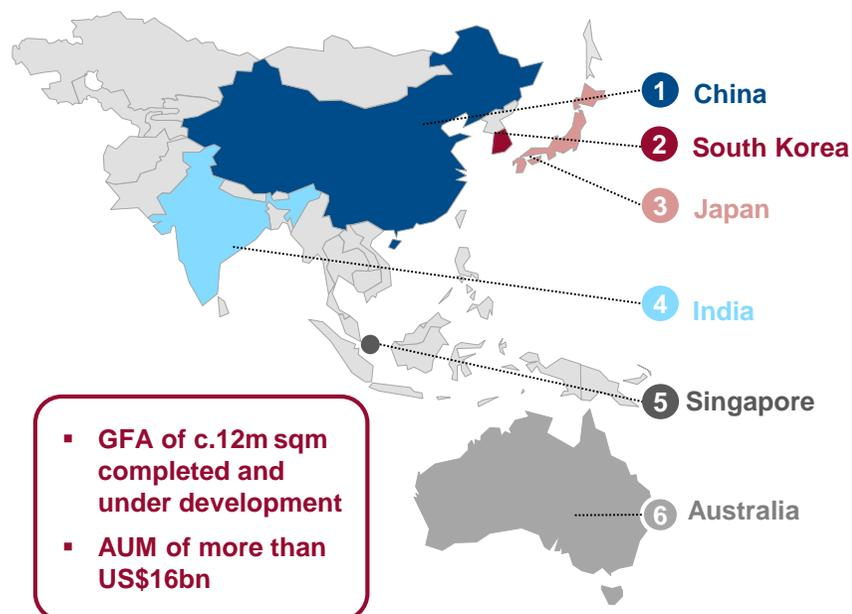 1 China
2 South Korea
3 Japan
4 India
5 Singapore
6 Australia
▪ GFA of c.12m sqm
completed and
under development
▪ AUM of more than
US$16bn